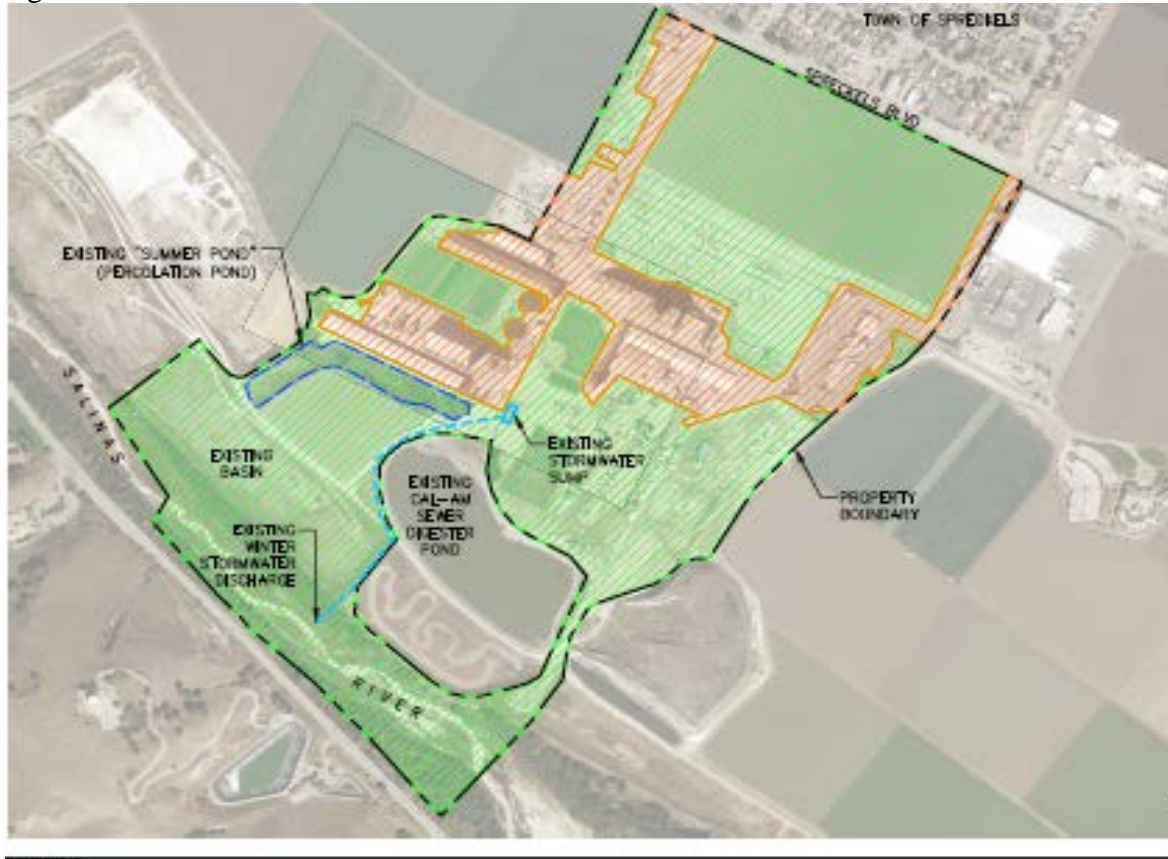 TOWN OF SPRECKELS
SPRECKELS BLVD
EXISTING "SUMMER POND"
(PERCOLATION POND)
SALINAS
EXISTING
BASIN
EXISTING
STORMWATER
SUMP
EXISTING
CAL-AM
SEWER
DIGESTER
POND
PROPERTY
BOUNDARY
EXISTING
WINTER
STORMWATER
DISCHARGE
RIVER